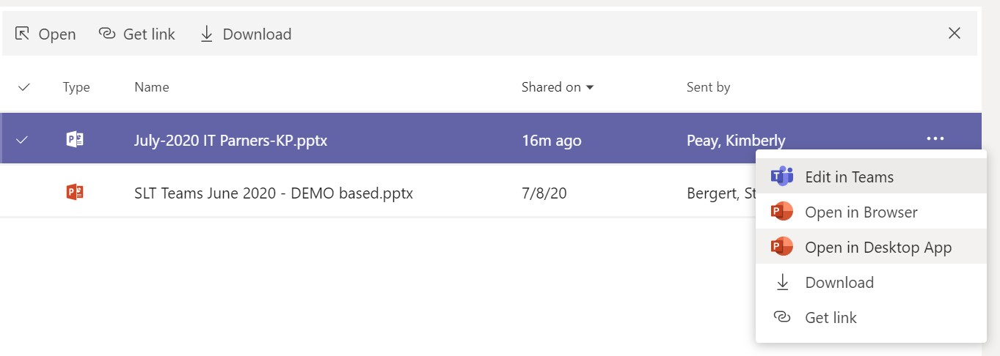 Open Get link Download
Type Name Shared on Sent by
July-2020 IT Parners-KP.pptx 16m ago Peay, Kimberly
SLT Teams June 2020 - DEMO based.pptx 7/8/20 Bergert, St
Edit in Teams
Open in Browser
Open in Desktop App
Download
Get link